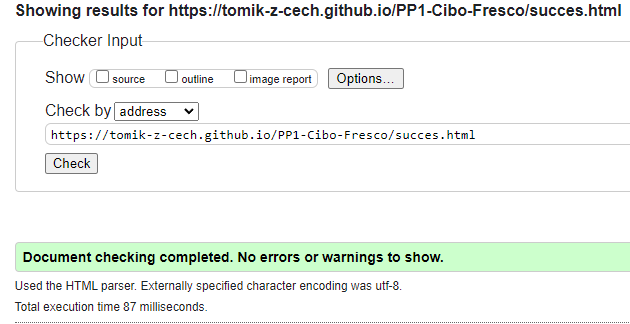 Showing results for https://tomik-z-cech.github.io/PP1-Cibo-Fresco/succes.html
Checker Input
Show source outline image report Options...
Check by address
https://tomik-z-cech.github.io/PP1-Cibo-Fresco/succes.html
Check
Document checking completed. No errors or warnings to show.
Used the HTML parser. Externally specified character encoding was utf-8.
Total execution time 87 milliseconds.